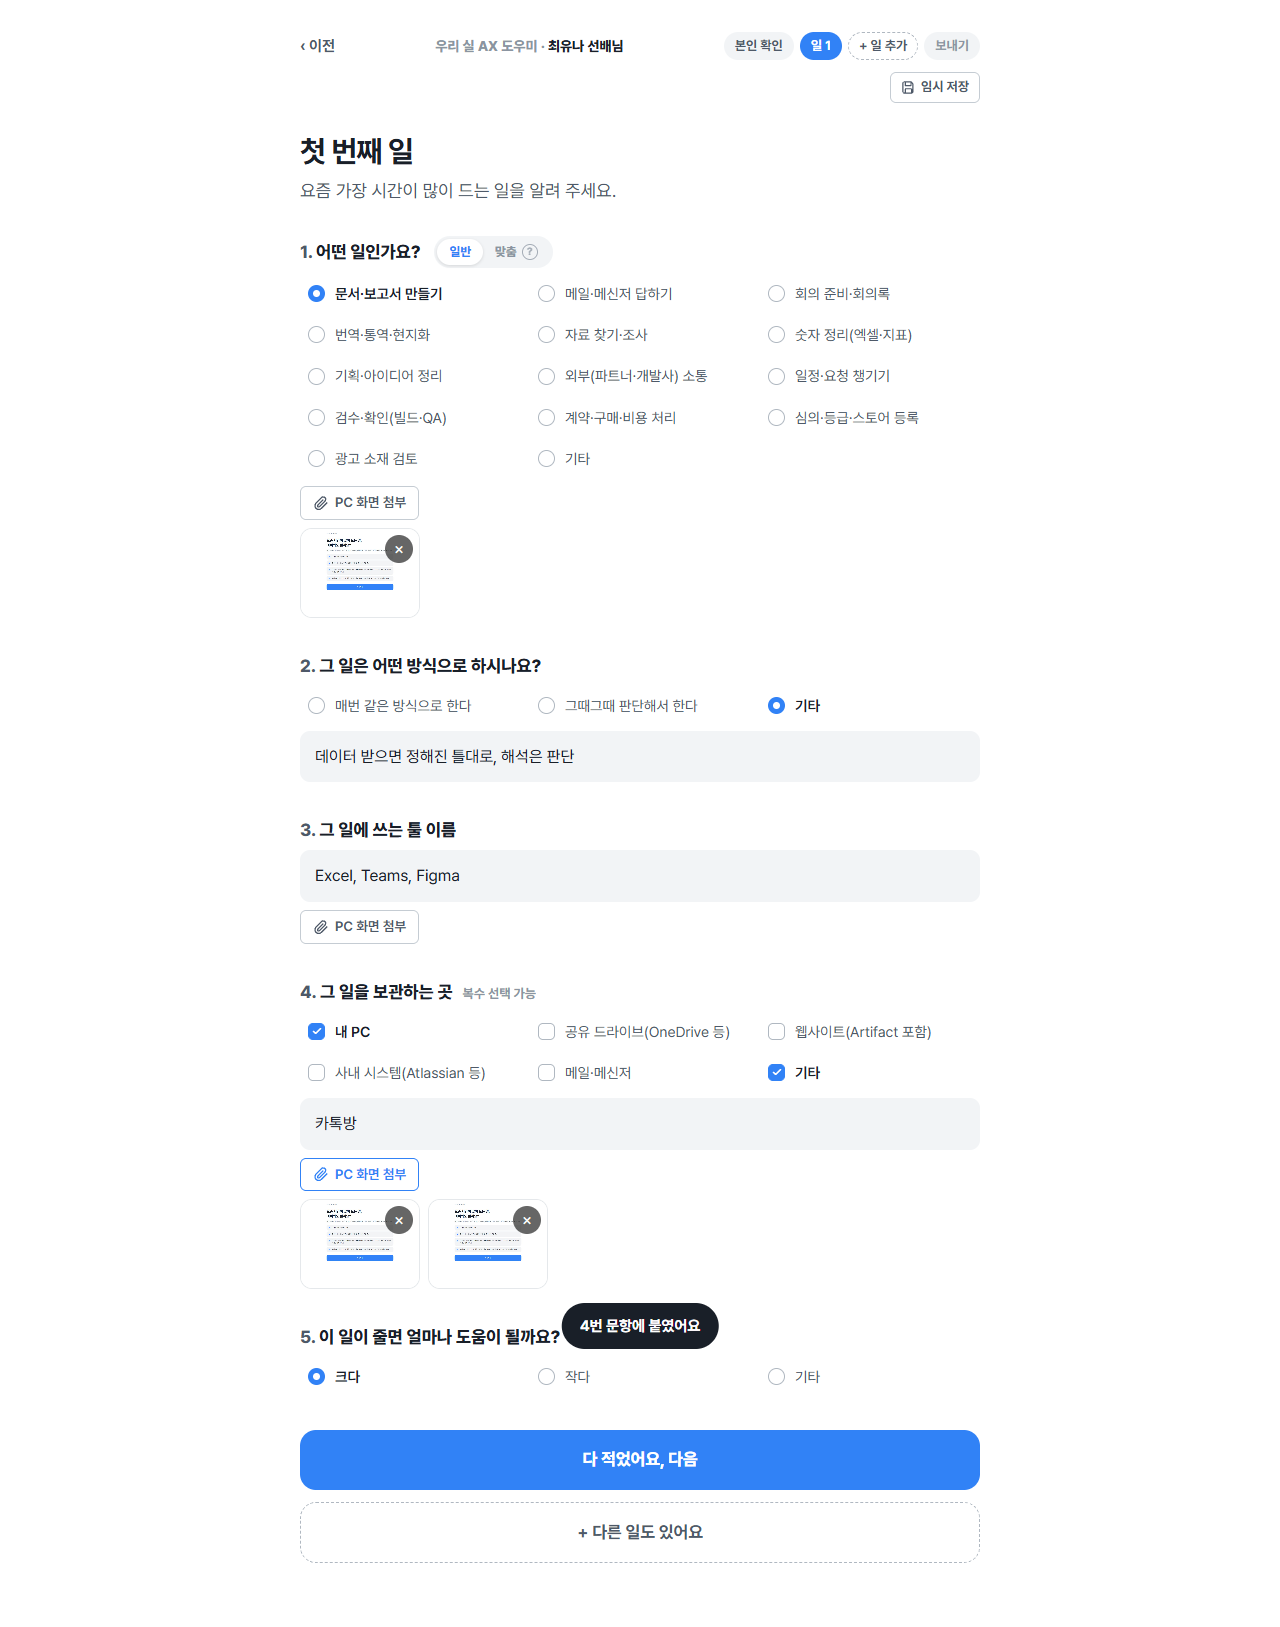 ‹ 이전
우리 실 AX 도우미 · 최유나 선배님
본인 확인
일 1
+ 일 추가
보내기
임시 저장
첫 번째 일
요즘 가장 시간이 많이 드는 일을 알려 주세요.
1. 어떤 일인가요?
일반
맞춤 ?
문서·보고서 만들기
메일·메신저 답하기
회의 준비·회의록
번역·통역·현지화
자료 찾기·조사
숫자 정리(엑셀·지표)
기획·아이디어 정리
외부(파트너·개발사) 소통
일정·요청 챙기기
검수·확인(빌드·QA)
계약·구매·비용 처리
심의·등급·스토어 등록
광고 소재 검토
기타
PC 화면 첨부
2. 그 일은 어떤 방식으로 하시나요?
매번 같은 방식으로 한다
그때그때 판단해서 한다
기타
데이터 받으면 정해진 틀대로, 해석은 판단
3. 그 일에 쓰는 툴 이름
Excel, Teams, Figma
PC 화면 첨부
4. 그 일을 보관하는 곳 복수 선택 가능
내 PC
공유 드라이브(OneDrive 등)
웹사이트(Artifact 포함)
사내 시스템(Atlassian 등)
메일·메신저
기타
카톡방
PC 화면 첨부
4번 문항에 붙였어요
5. 이 일이 줄면 얼마나 도움이 될까요?
크다
작다
기타
다 적었어요, 다음
+ 다른 일도 있어요